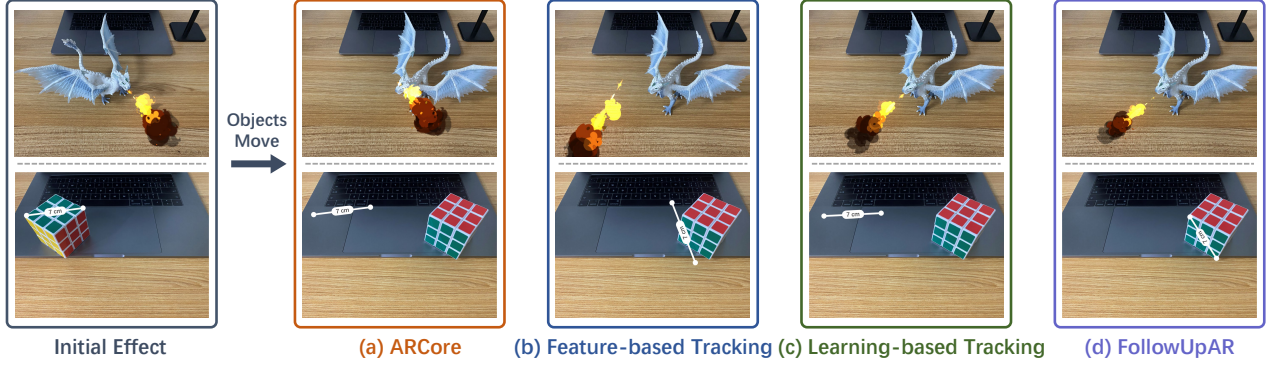 Objects
Move
7 cm
7 cm
7 cm
Initial Effect
(a) ARCore
(b) Feature-based Tracking
(c) Learning-based Tracking
(d) FollowUpAR